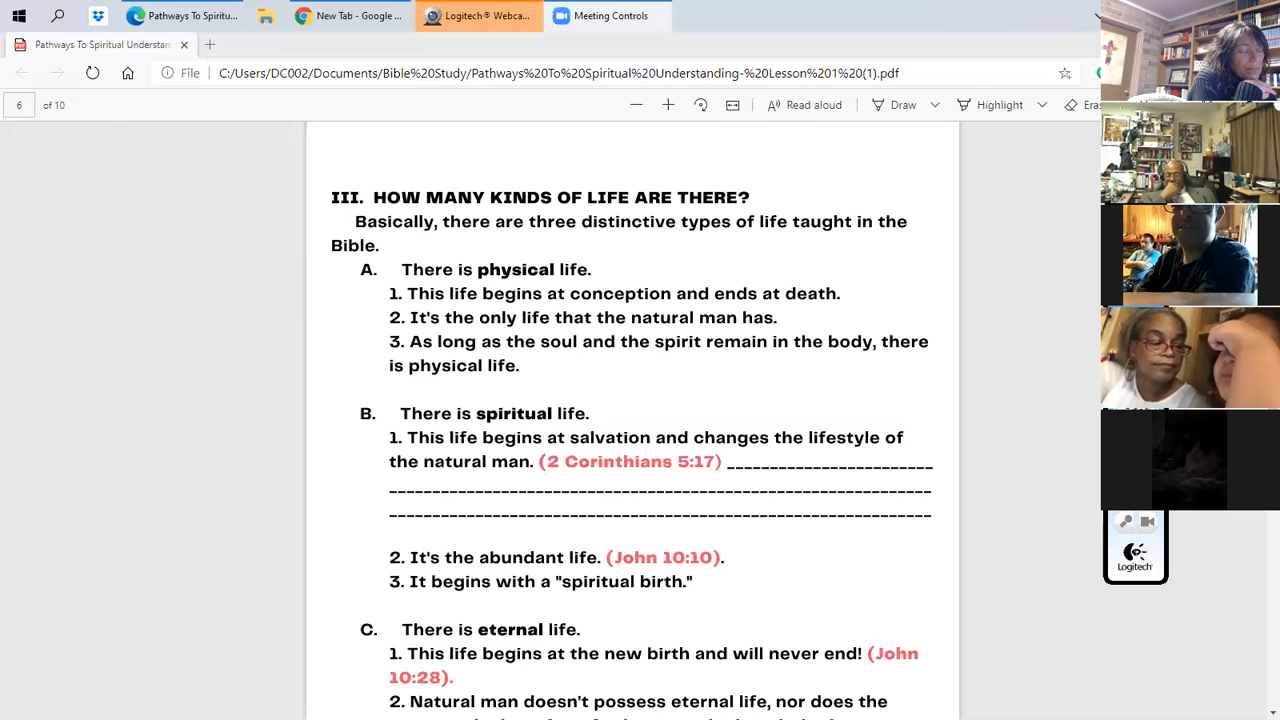 Pathways To Spiritu...
New Tab - Google ...
Logitech® Webca...
Meeting Controls
Pathways To Spiritual Understan
File
C:/Users/DC002/Documents/Bible%20Study/Pathways%20To%20Spiritual%20Understanding-%20Lesson%201%20(1).pdf
6 of 10
Read aloud
Draw
Highlight
III. HOW MANY KINDS OF LIFE ARE THERE?
Basically, there are three distinctive types of life taught in the
Bible.
A. There is physical life.
1. This life begins at conception and ends at death.
2. It's the only life that the natural man has.
3. As long as the soul and the spirit remain in the body, there
is physical life.
B. There is spiritual life.
1. This life begins at salvation and changes the lifestyle of
the natural man. (2 Corinthians 5:17) ________________________
_______________________________________________________________
_______________________________________________________________
2. It's the abundant life. (John 10:10).
3. It begins with a "spiritual birth."
C. There is eternal life.
1. This life begins at the new birth and will never end! (John
10:28).
2. Natural man doesn't possess eternal life, nor does the
Logitech